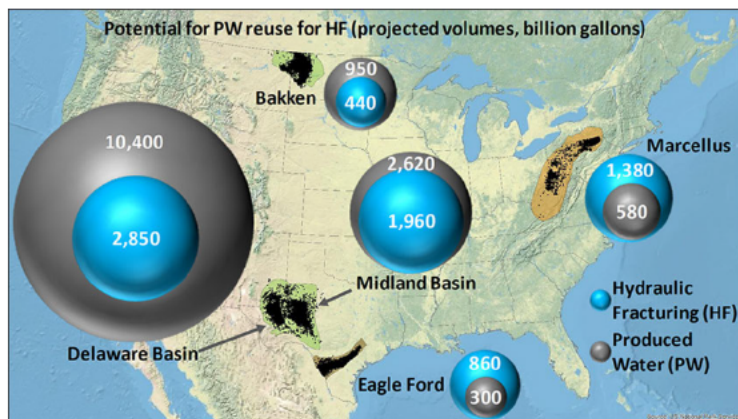 Potential for PW reuse for HF (projected volumes, billion gallons)
950
Bakken
440
10,400
2,620
Marcellus
1,380
580
2,850
1,960
Midland Basin
Hydraulic
Fracturing (HF)
Delaware Basin
Produced
Water (PW)
860
Eagle Ford
300